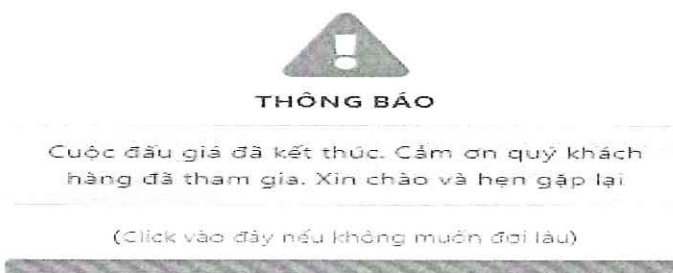 THÔNG BÁO
Cuộc đấu giá đã kết thúc. Cảm ơn quý khách
hàng đã tham gia. Xin chào và hẹn gặp lại
(Click vào đây nếu không muốn đợi lâu)